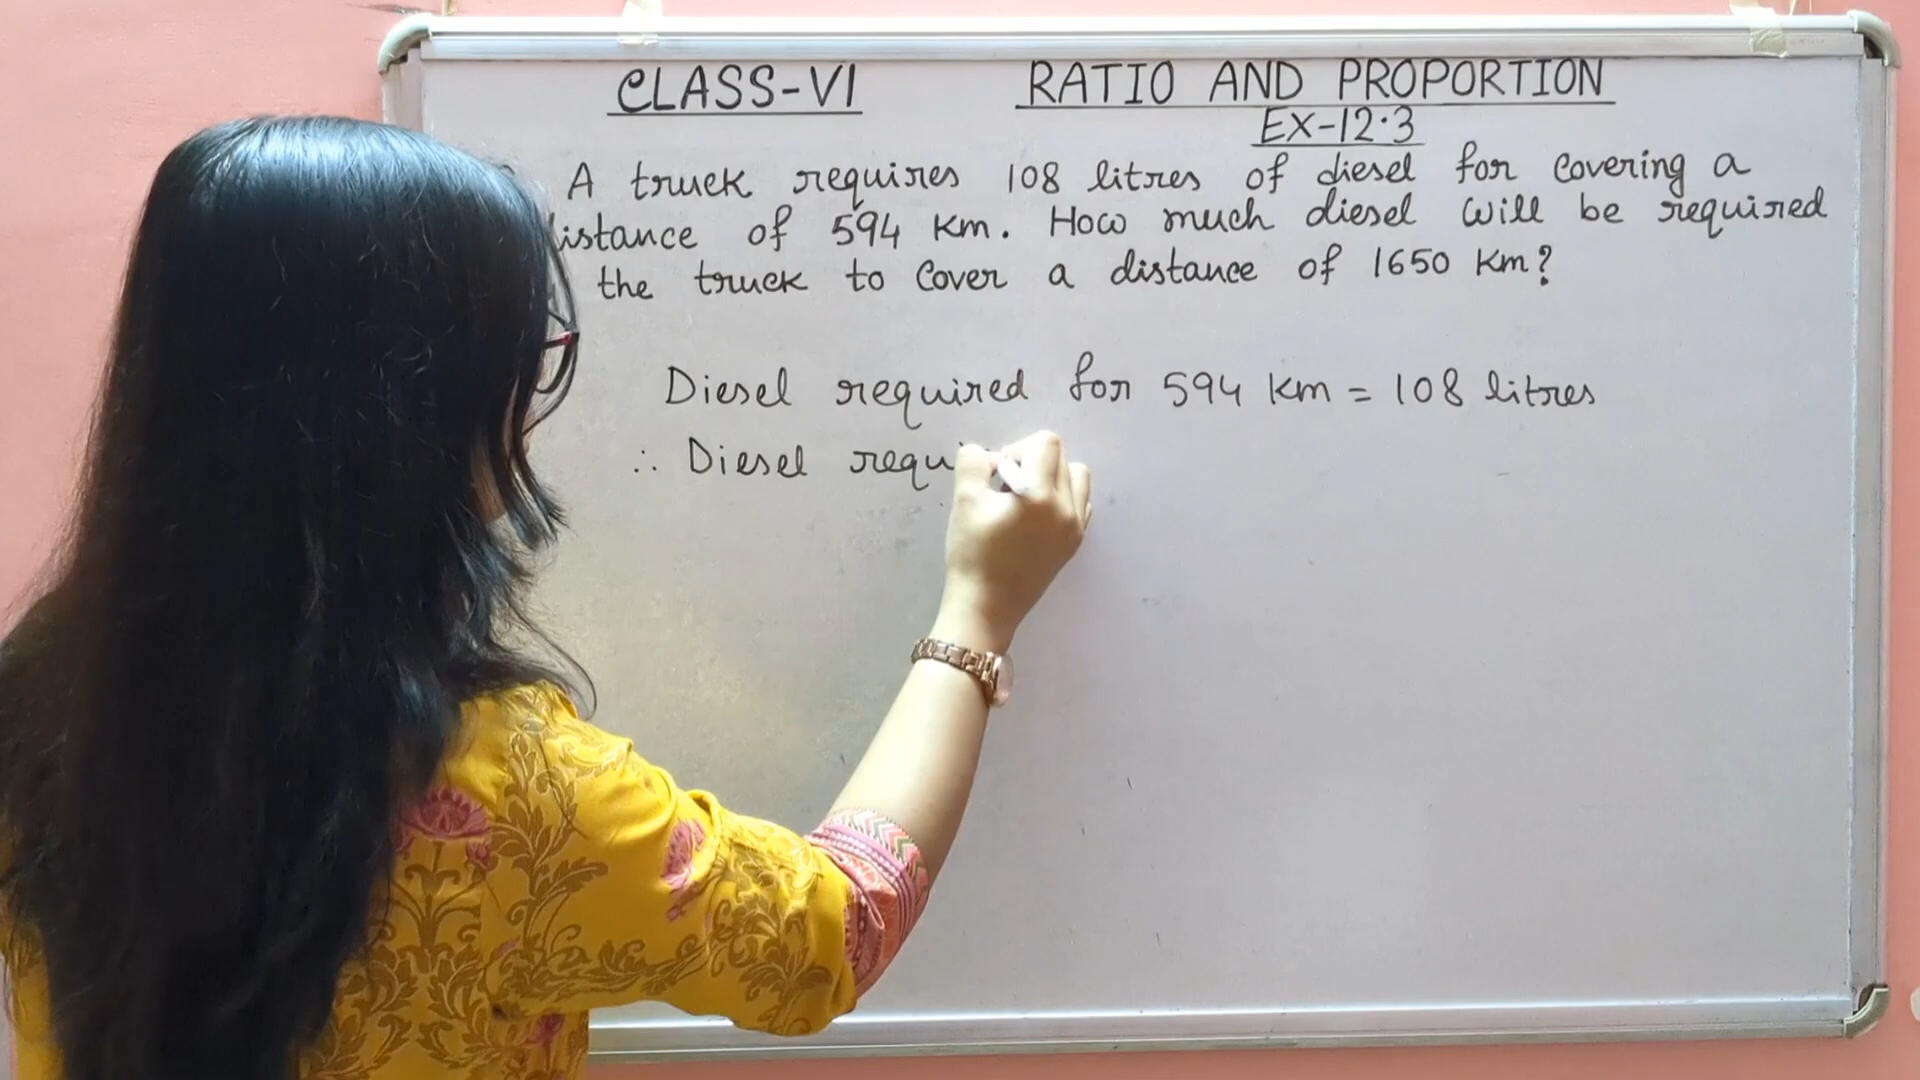 CLASS-VI RATIO AND PROPORTION
EX-12.3
A truck requires 108 litres of diesel for covering a
istance of 594 Km. How much diesel will be required
the truck to cover a distance of 1650 Km?
Diesel required for 594 Km = 108 litres
∴ Diesel requi